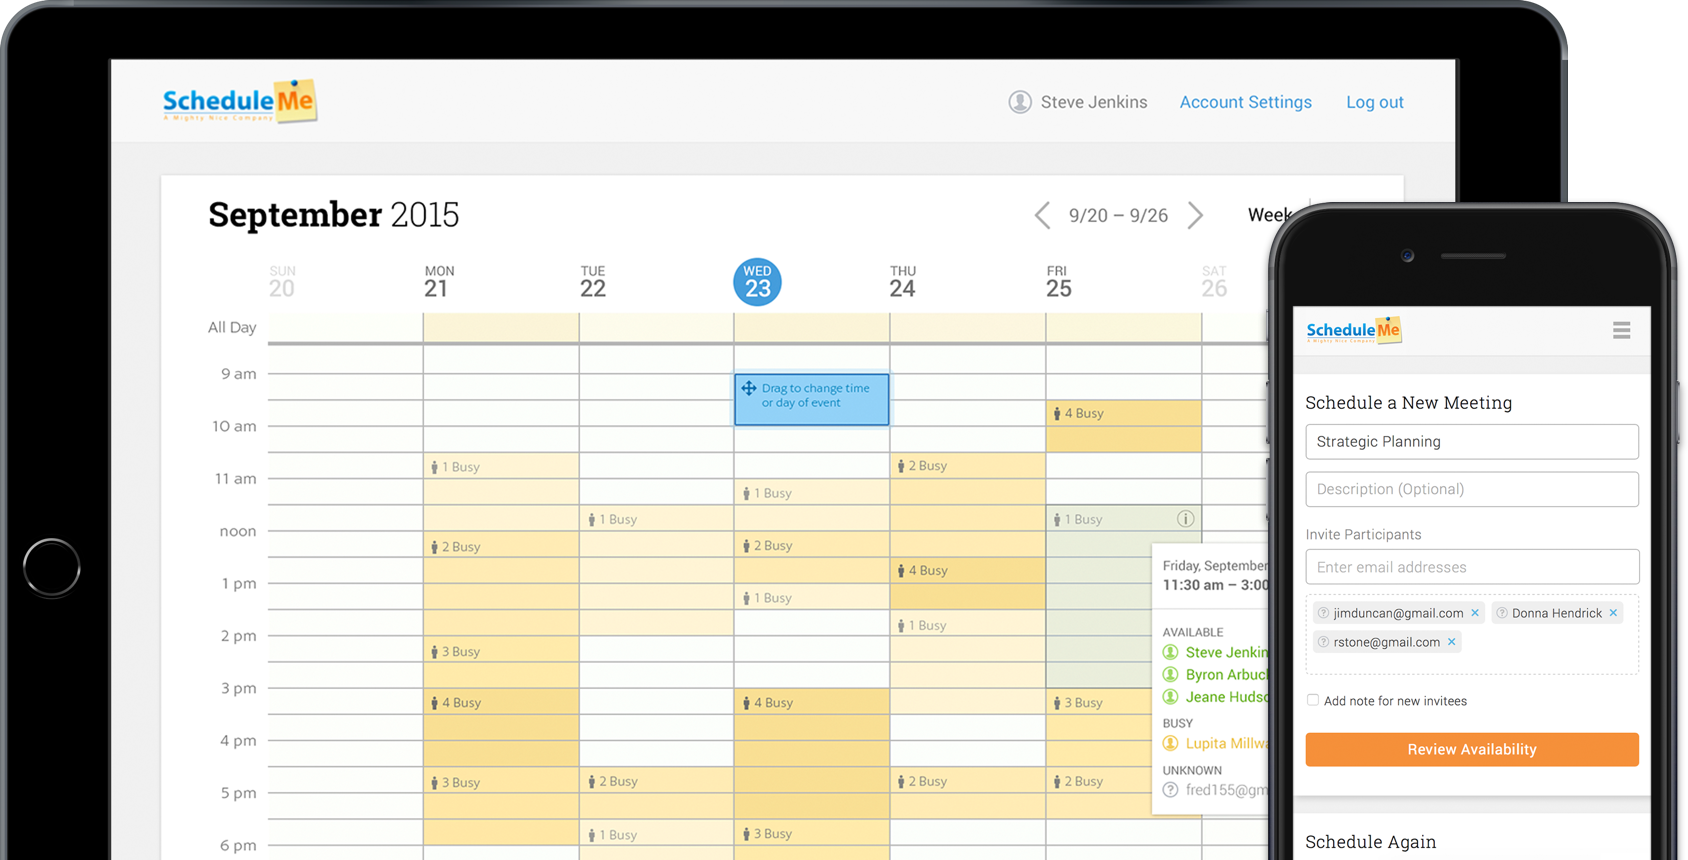 ScheduleMe
A Mighty Nice Company
Steve Jenkins
Account Settings
Log out
September 2015
9/20 – 9/26
Week
SUN 20
MON 21
TUE 22
WED 23
THU 24
FRI 25
SAT 26
All Day
9 am
Drag to change time
or day of event
4 Busy
10 am
1 Busy
2 Busy
11 am
1 Busy
1 Busy
1 Busy
noon
2 Busy
2 Busy
4 Busy
1 pm
1 Busy
1 Busy
2 pm
3 Busy
3 pm
4 Busy
4 Busy
3 Busy
4 pm
3 Busy
2 Busy
2 Busy
2 Busy
5 pm
1 Busy
3 Busy
6 pm
Friday, September
11:30 am – 3:00
AVAILABLE
Steve Jenkin
Byron Arbuc
Jeane Hudso
BUSY
Lupita Millwa
UNKNOWN
fred155@gm
ScheduleMe
A Mighty Nice Company
Schedule a New Meeting
Strategic Planning
Description (Optional)
Invite Participants
Enter email addresses
jimduncan@gmail.com ×
Donna Hendrick ×
rstone@gmail.com ×
Add note for new invitees
Review Availability
Schedule Again